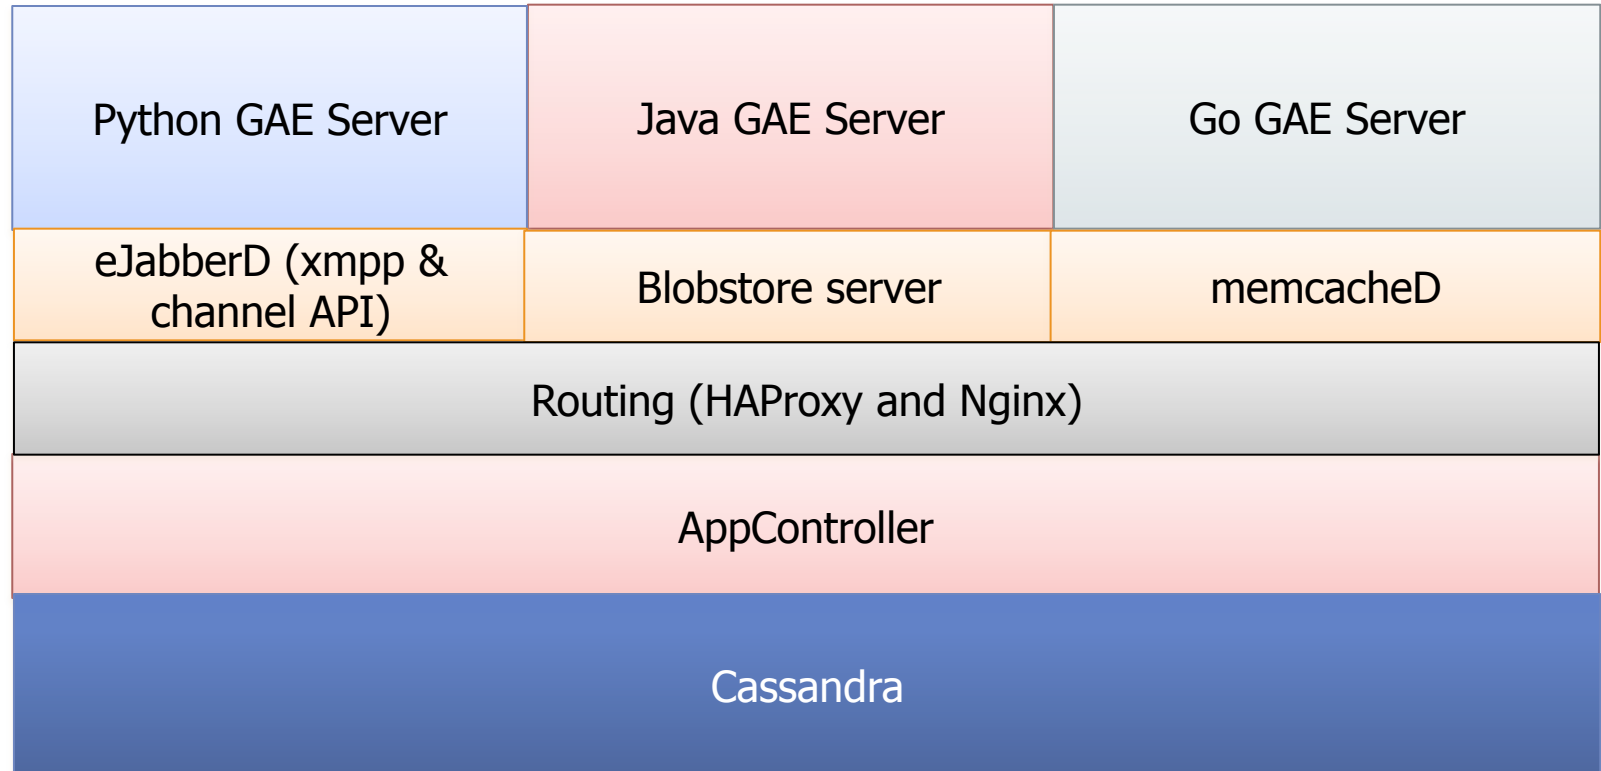 Python GAE Server
Java GAE Server
Go GAE Server
eJabberD (xmpp &
channel API)
Blobstore server
memcacheD
Routing (HAProxy and Nginx)
AppController
Cassandra